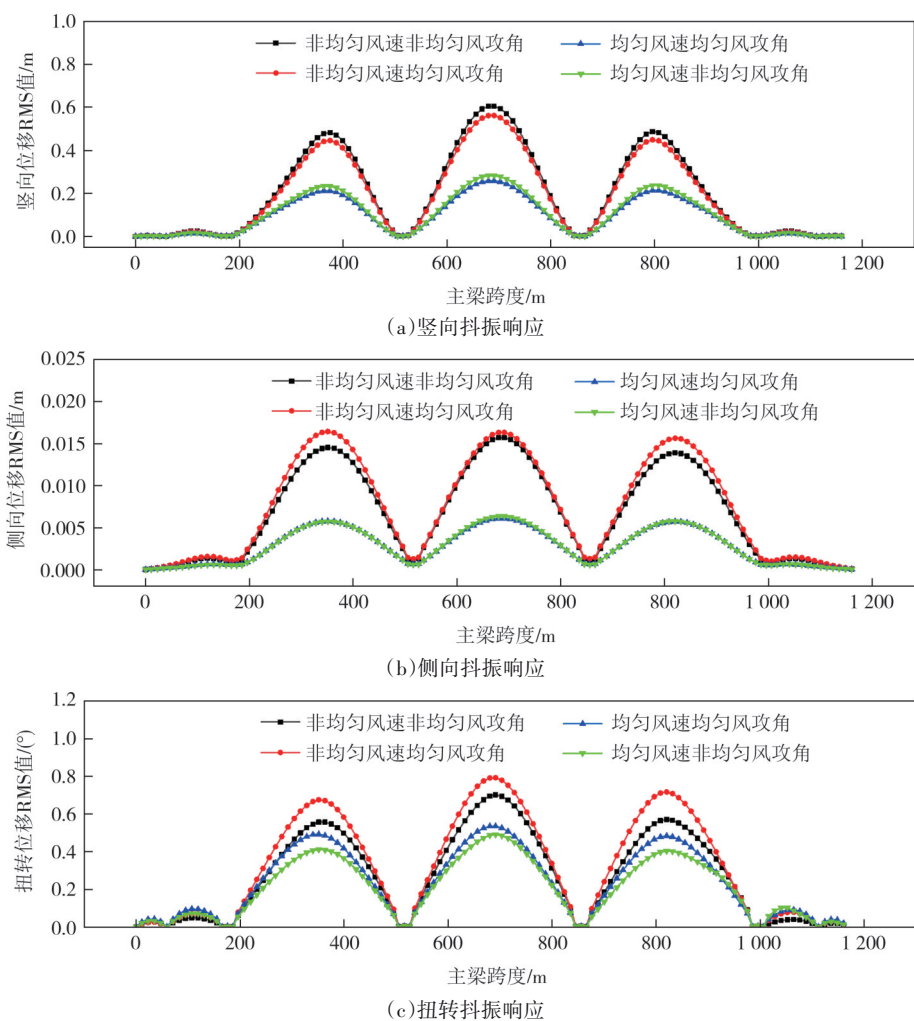 1.0
0.8
0.6
0.4
0.2
0.0
竖向位移RMS值/m
非均匀风速非均匀风攻角
均匀风速均匀风攻角
非均匀风速均匀风攻角
均匀风速非均匀风攻角
0 200 400 600 800 1 000 1 200
主梁跨度/m
(a)竖向抖振响应
0.025
0.020
0.015
0.010
0.005
0.000
侧向位移RMS值/m
非均匀风速非均匀风攻角
均匀风速均匀风攻角
非均匀风速均匀风攻角
均匀风速非均匀风攻角
0 200 400 600 800 1 000 1 200
主梁跨度/m
(b)侧向抖振响应
1.2
1.0
0.8
0.6
0.4
0.2
0.0
扭转位移RMS值/(°)
非均匀风速非均匀风攻角
均匀风速均匀风攻角
非均匀风速均匀风攻角
均匀风速非均匀风攻角
0 200 400 600 800 1 000 1 200
主梁跨度/m
(c)扭转抖振响应